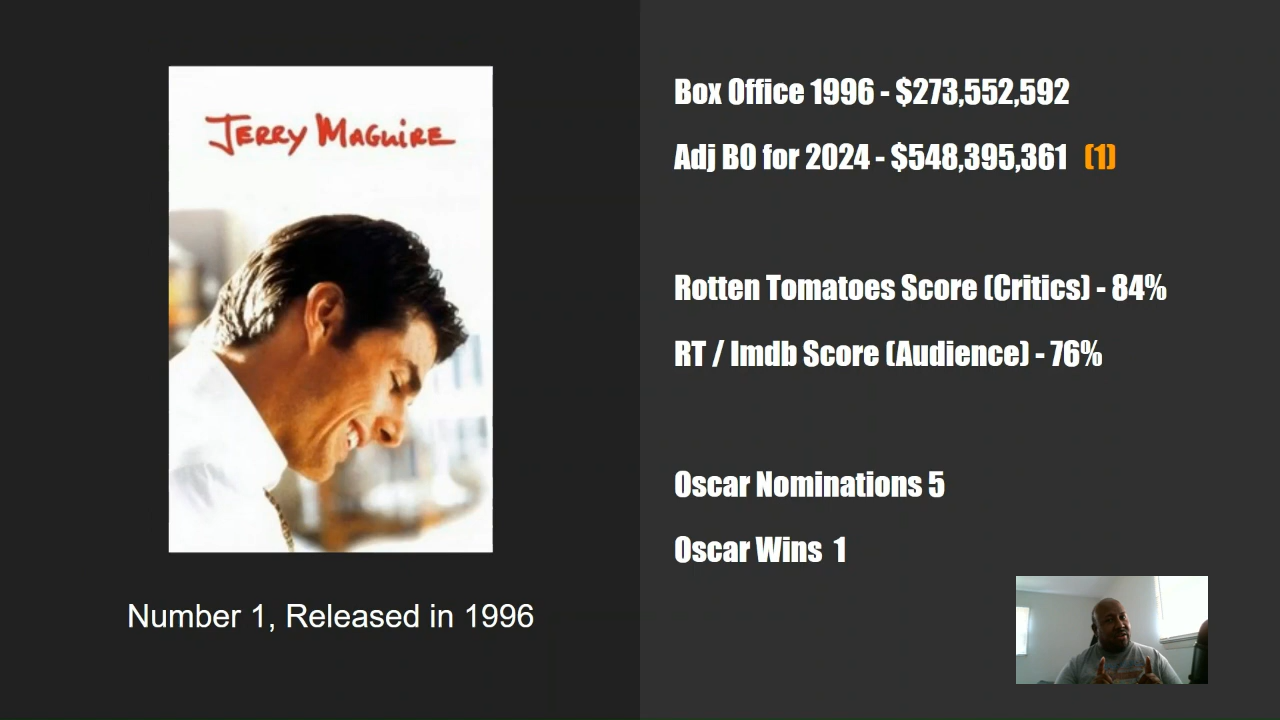 Jerry Maguire
Number 1, Released in 1996
Box Office 1996 - $273,552,592
Adj BO for 2024 - $548,395,361 (1)
Rotten Tomatoes Score (Critics) - 84%
RT / Imdb Score (Audience) - 76%
Oscar Nominations 5
Oscar Wins 1